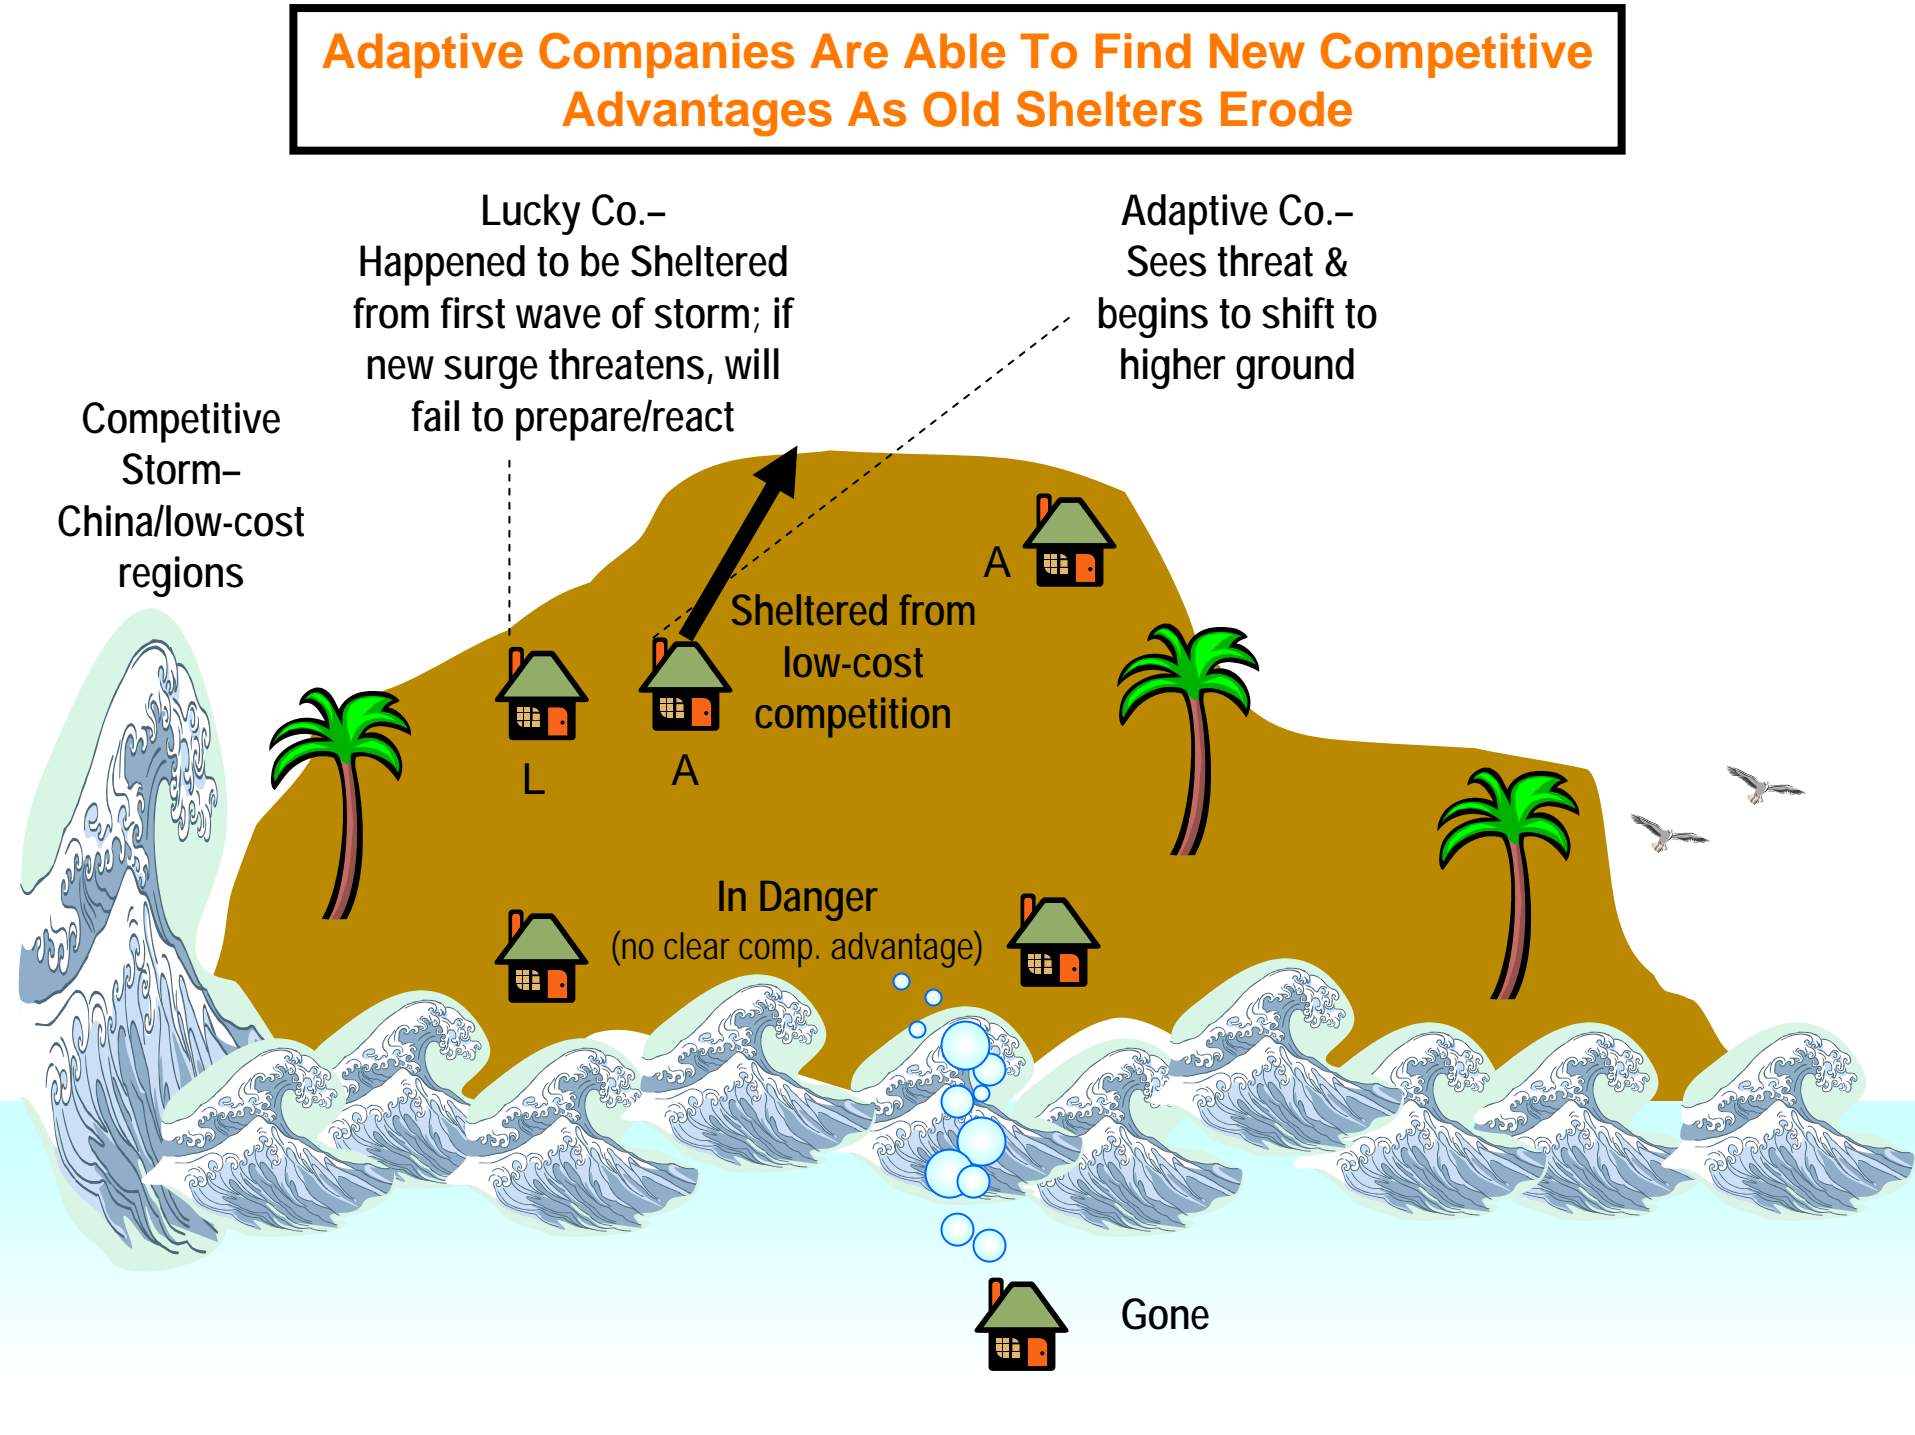 Adaptive Companies Are Able To Find New Competitive
Advantages As Old Shelters Erode
Lucky Co.–
Happened to be Sheltered
from first wave of storm; if
new surge threatens, will
fail to prepare/react
Adaptive Co.–
Sees threat &
begins to shift to
higher ground
Competitive
Storm–
China/low-cost
regions
A
Sheltered from
low-cost
competition
L
A
In Danger
(no clear comp. advantage)
Gone